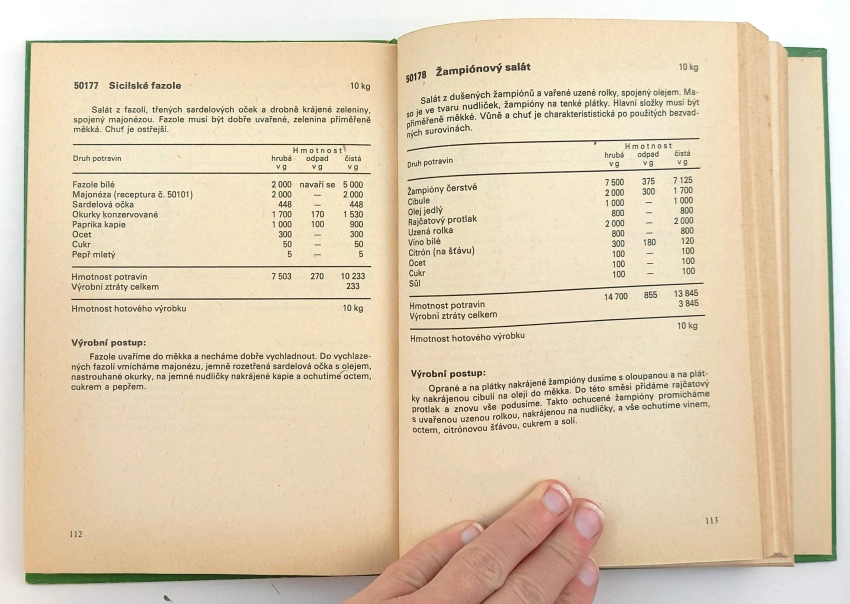 50177 Sicilské fazole 10 kg
Salát z fazolí, třených sardelových oček a drobně krájené zeleniny,
spojený majonézou. Fazole musí být dobře uvařené, zelenina přiměřeně
měkká. Chuť je ostřejší.
Hmotnost
Druh potravin hrubá odpad čistá
v g v g v g
Fazole bílé 2 000 navaří se 5 000
Majonéza (receptura č. 50101) 2 000 — 2 000
Sardelová očka 448 — 448
Okurky konzervované 1 700 170 1 530
Paprika kapie 1 000 100 900
Ocet 300 — 300
Cukr 50 — 50
Pepř mletý 5 — 5
Hmotnost potravin 7 503 270 10 233
Výrobní ztráty celkem 233
Hmotnost hotového výrobku 10 kg
Výrobní postup:
Fazole uvaříme do měkka a necháme dobře vychladnout. Do vychlaze-
ných fazolí vmícháme majonézu, jemně rozetřená sardelová očka s olejem,
nastrouhané okurky, na jemné nudličky nakrájené kapie a ochutíme octem,
cukrem a pepřem.
112
50178 Žampiónový salát 10 kg
Salát z dušených žampiónů a vařené uzené rolky, spojený olejem. Ma-
so je ve tvaru nudliček, žampióny na tenké plátky. Hlavní složky musí být
přiměřeně měkké. Vůně a chuť je charakteristická po použitých bezvad-
ných surovinách.
Hmotnost
Druh potravin hrubá odpad čistá
v g v g v g
Žampióny čerstvé 7 500 375 7 125
Cibule 2 000 300 1 700
Olej jedlý 1 000 — 1 000
Rajčatový protlak 800 — 800
Uzená rolka 2 000 — 2 000
Víno bílé 800 — 800
Citrón (na šťávu) 300 180 120
Ocet 100 — 100
Cukr 100 — 100
Sůl 100 — 100
Hmotnost potravin 14 700 855 13 845
Výrobní ztráty celkem 3 845
Hmotnost hotového výrobku 10 kg
Výrobní postup:
Oprané a na plátky nakrájené žampióny dusíme s oloupanou a na plát-
ky nakrájenou cibulí na oleji do měkka. Do této směsi přidáme rajčatový
protlak a znovu vše podusíme. Takto ochucené žampióny promícháme
s uvařenou uzenou rolkou, nakrájenou na nudličky, a vše ochutíme vínem,
octem, citrónovou šťávou, cukrem a solí.
113